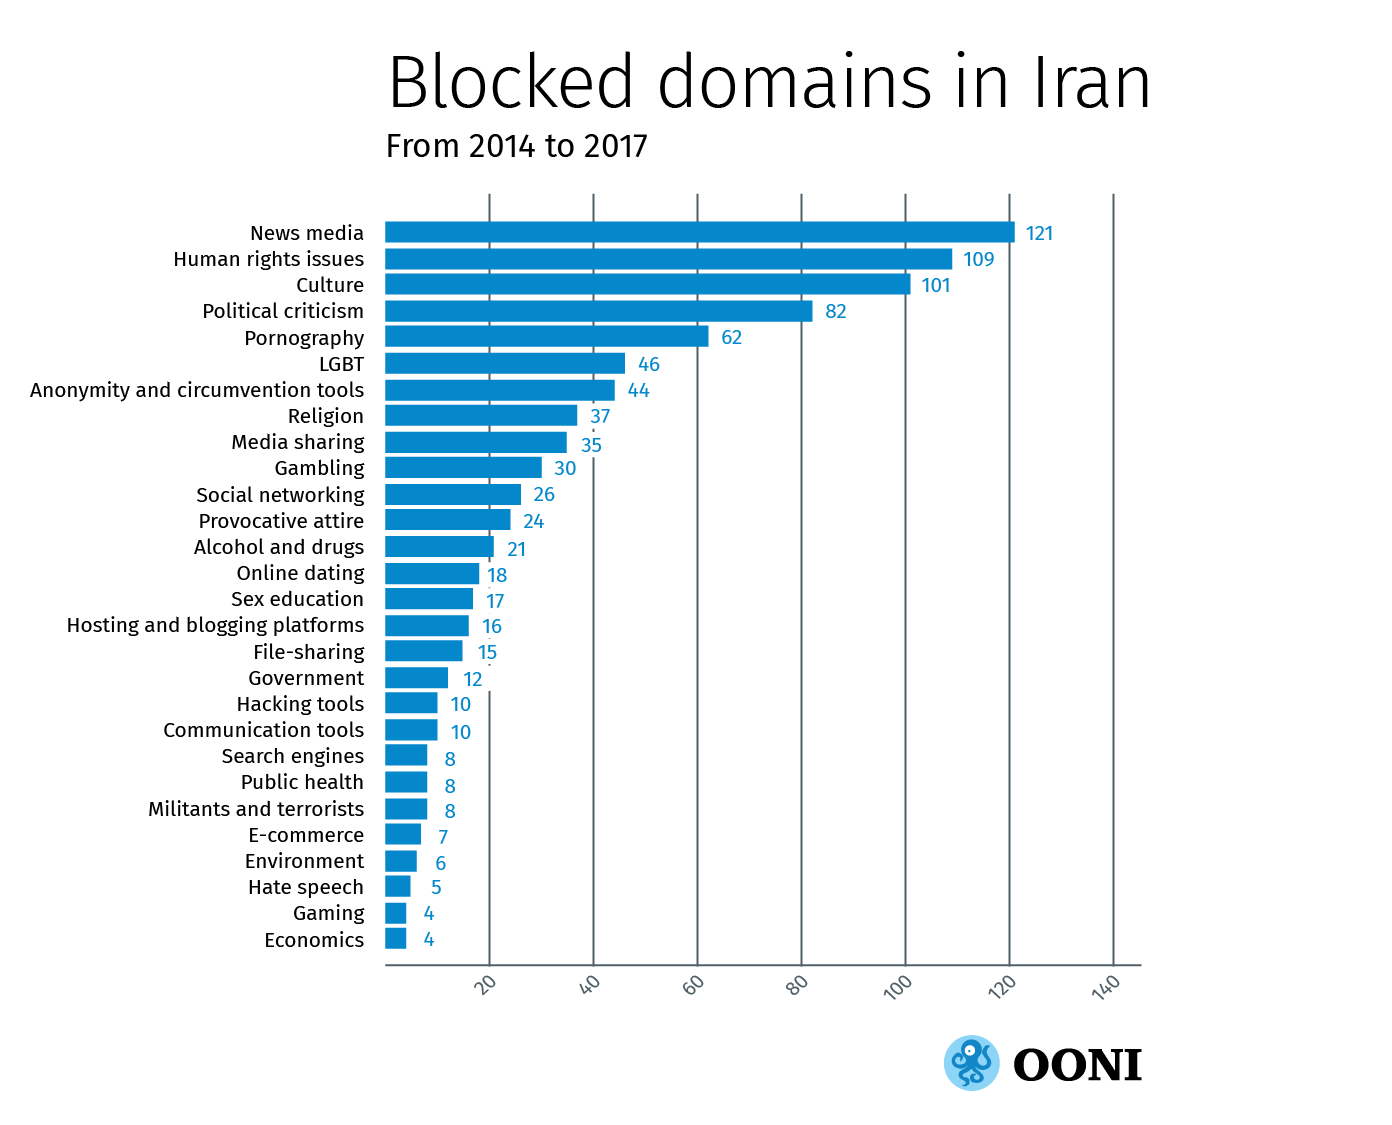 Blocked domains in Iran
From 2014 to 2017
News media 121
Human rights issues 109
Culture 101
Political criticism 82
Pornography 62
LGBT 46
Anonymity and circumvention tools 44
Religion 37
Media sharing 35
Gambling 30
Social networking 26
Provocative attire 24
Alcohol and drugs 21
Online dating 18
Sex education 17
Hosting and blogging platforms 16
File-sharing 15
Government 12
Hacking tools 10
Communication tools 10
Search engines 8
Public health 8
Militants and terrorists 8
E-commerce 7
Environment 6
Hate speech 5
Gaming 4
Economics 4
20 40 60 80 100 120 140
OONI